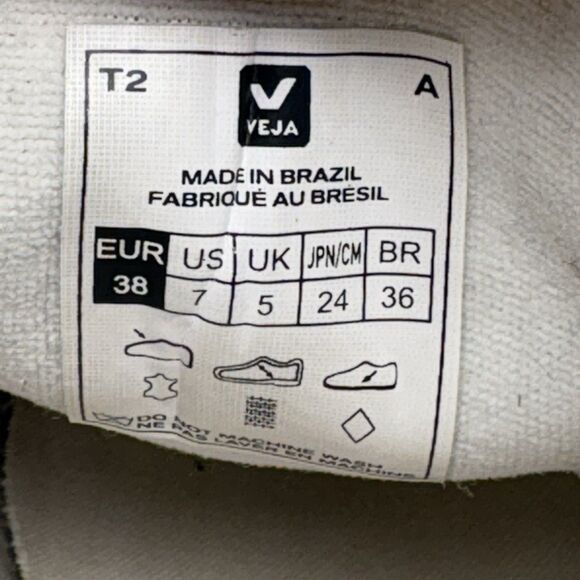 T2 VEJA A
MADE IN BRAZIL
FABRIQUÉ AU BRÉSIL
EUR US UK JPN/CM BR
38 7 5 24 36
DO NOT MACHINE WASH
NE PAS LAVER EN MACHINE